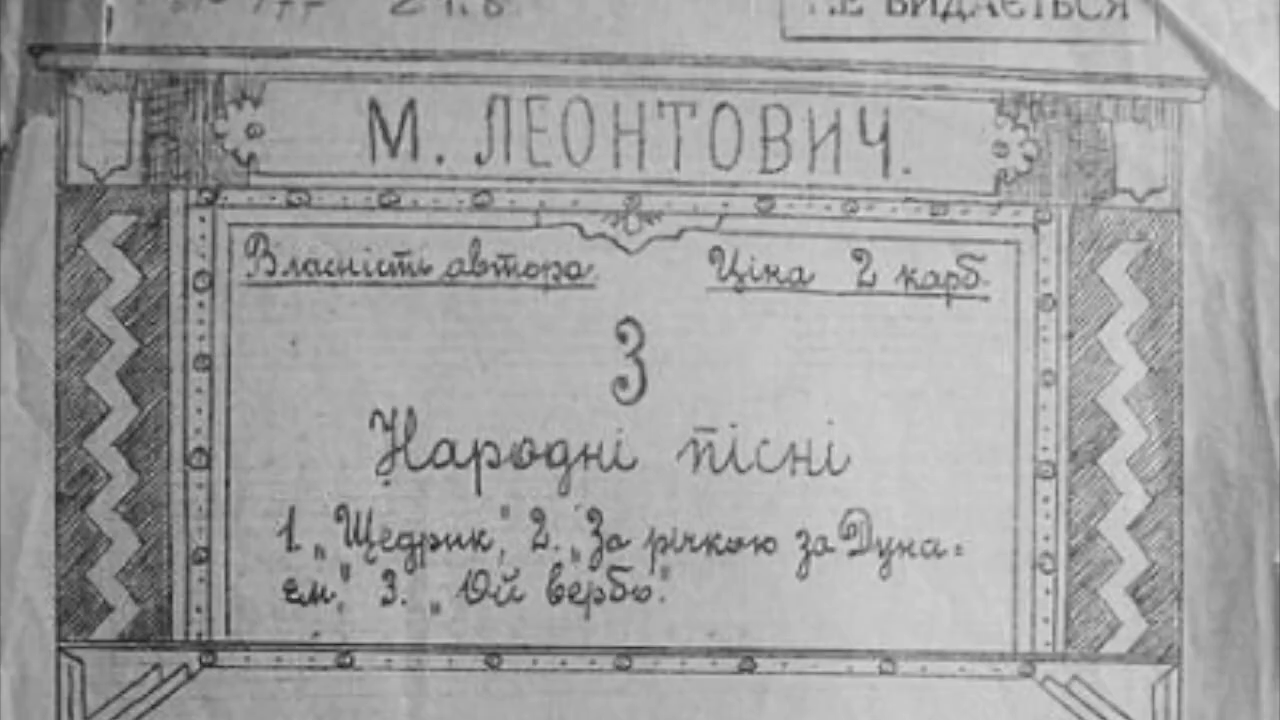 ВИДАЄТЬСЯ
М. ЛЕОНТОВИЧ.
Власність автора. Ціна 2 карб.
3
Народні пісні
1. „Щедрик," 2. „За річкою за Дуна=
єм," 3. „Ой вербо."